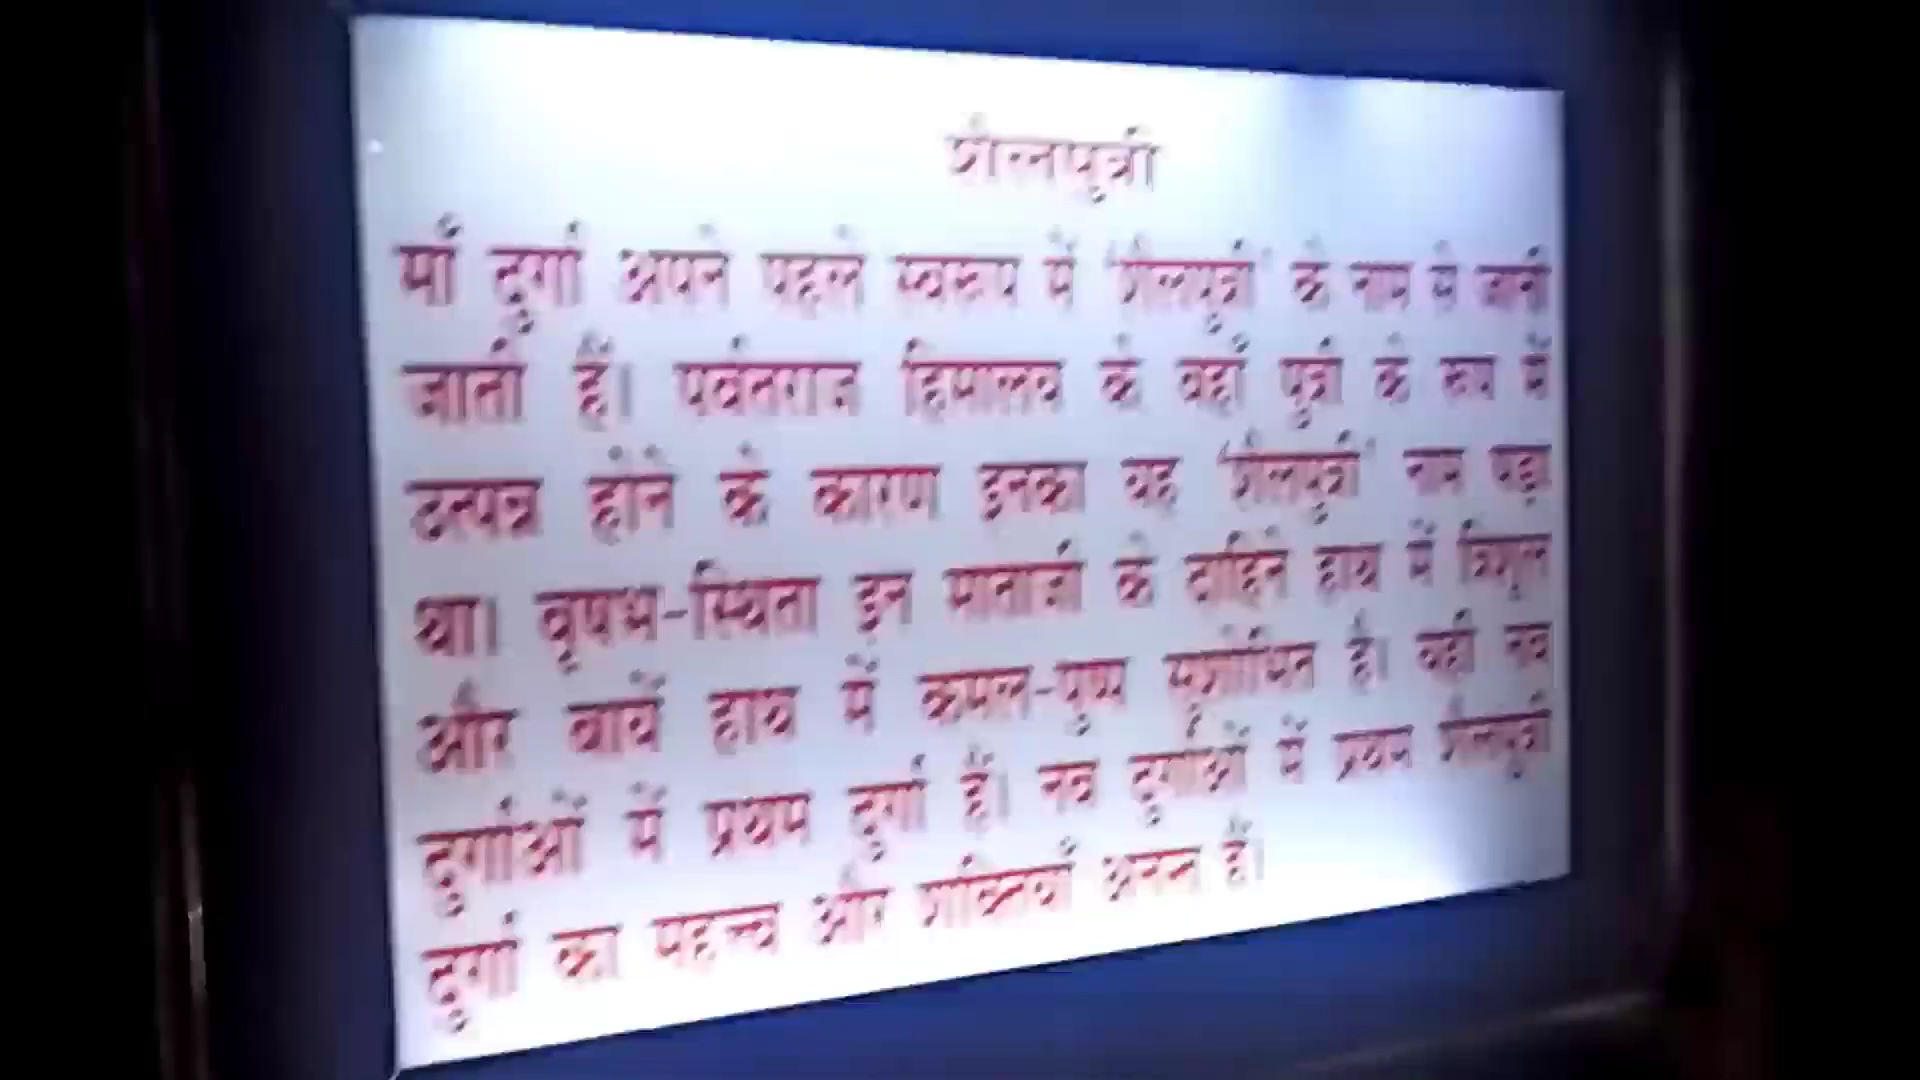 शैलपुत्री
माँ दुर्गा अपने पहले स्वरूप में 'शैलपुत्री' के नाम से जानी
जाती हैं। पर्वतराज हिमालय के वहाँ पुत्री के रूप में
उत्पन्न होने के कारण इनका यह 'शैलपुत्री' नाम पड़ा
था। वृषभ-स्थिता इन माताजी के दाहिने हाथ में त्रिशूल
और बायें हाथ में कमल-पुष्प सुशोभित है। यही नव
दुर्गाओं में प्रथम दुर्गा हैं। नव दुर्गाओं में प्रथम शैलपुत्री
दुर्गा का महत्त्व और शक्तियाँ अनन्त हैं।